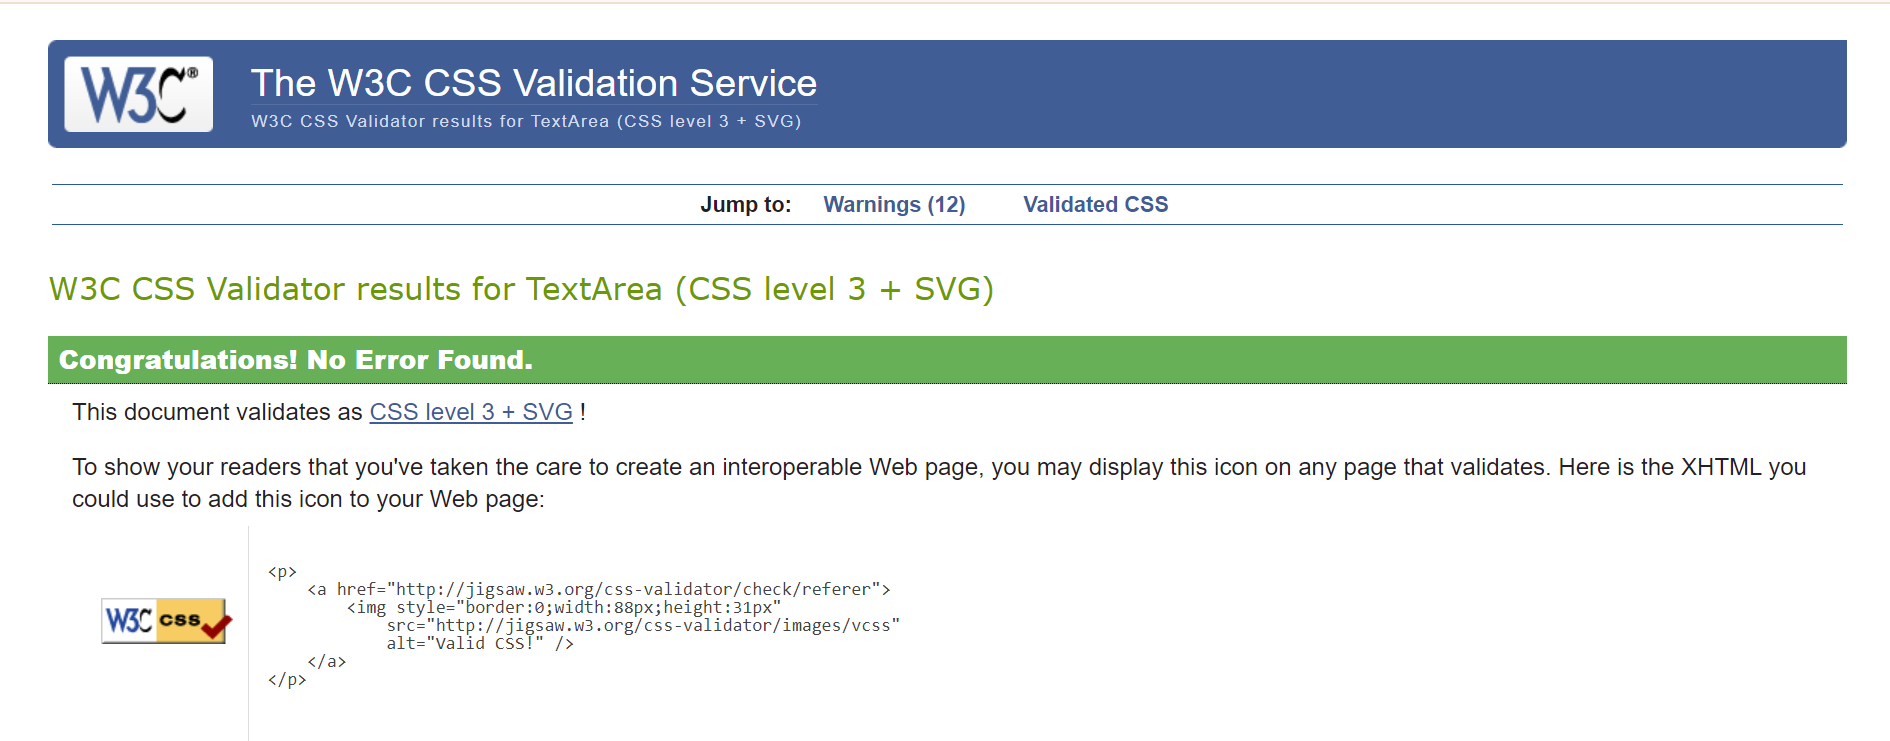 W3C®
The W3C CSS Validation Service
W3C CSS Validator results for TextArea (CSS level 3 + SVG)
Jump to: Warnings (12) Validated CSS
W3C CSS Validator results for TextArea (CSS level 3 + SVG)
Congratulations! No Error Found.
This document validates as CSS level 3 + SVG !
To show your readers that you've taken the care to create an interoperable Web page, you may display this icon on any page that validates. Here is the XHTML you
could use to add this icon to your Web page:
W3C css
<p>
    <a href="http://jigsaw.w3.org/css-validator/check/referer">
        <img style="border:0;width:88px;height:31px"
            src="http://jigsaw.w3.org/css-validator/images/vcss"
            alt="Valid CSS!" />
    </a>
</p>